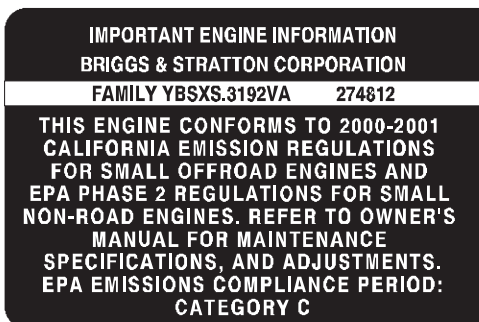 IMPORTANT ENGINE INFORMATION
BRIGGS & STRATTON CORPORATION
FAMILY YBSXS.3192VA 274812
THIS ENGINE CONFORMS TO 2000-2001
CALIFORNIA EMISSION REGULATIONS
FOR SMALL OFFROAD ENGINES AND
EPA PHASE 2 REGULATIONS FOR SMALL
NON-ROAD ENGINES. REFER TO OWNER'S
MANUAL FOR MAINTENANCE
SPECIFICATIONS, AND ADJUSTMENTS.
EPA EMISSIONS COMPLIANCE PERIOD:
CATEGORY C